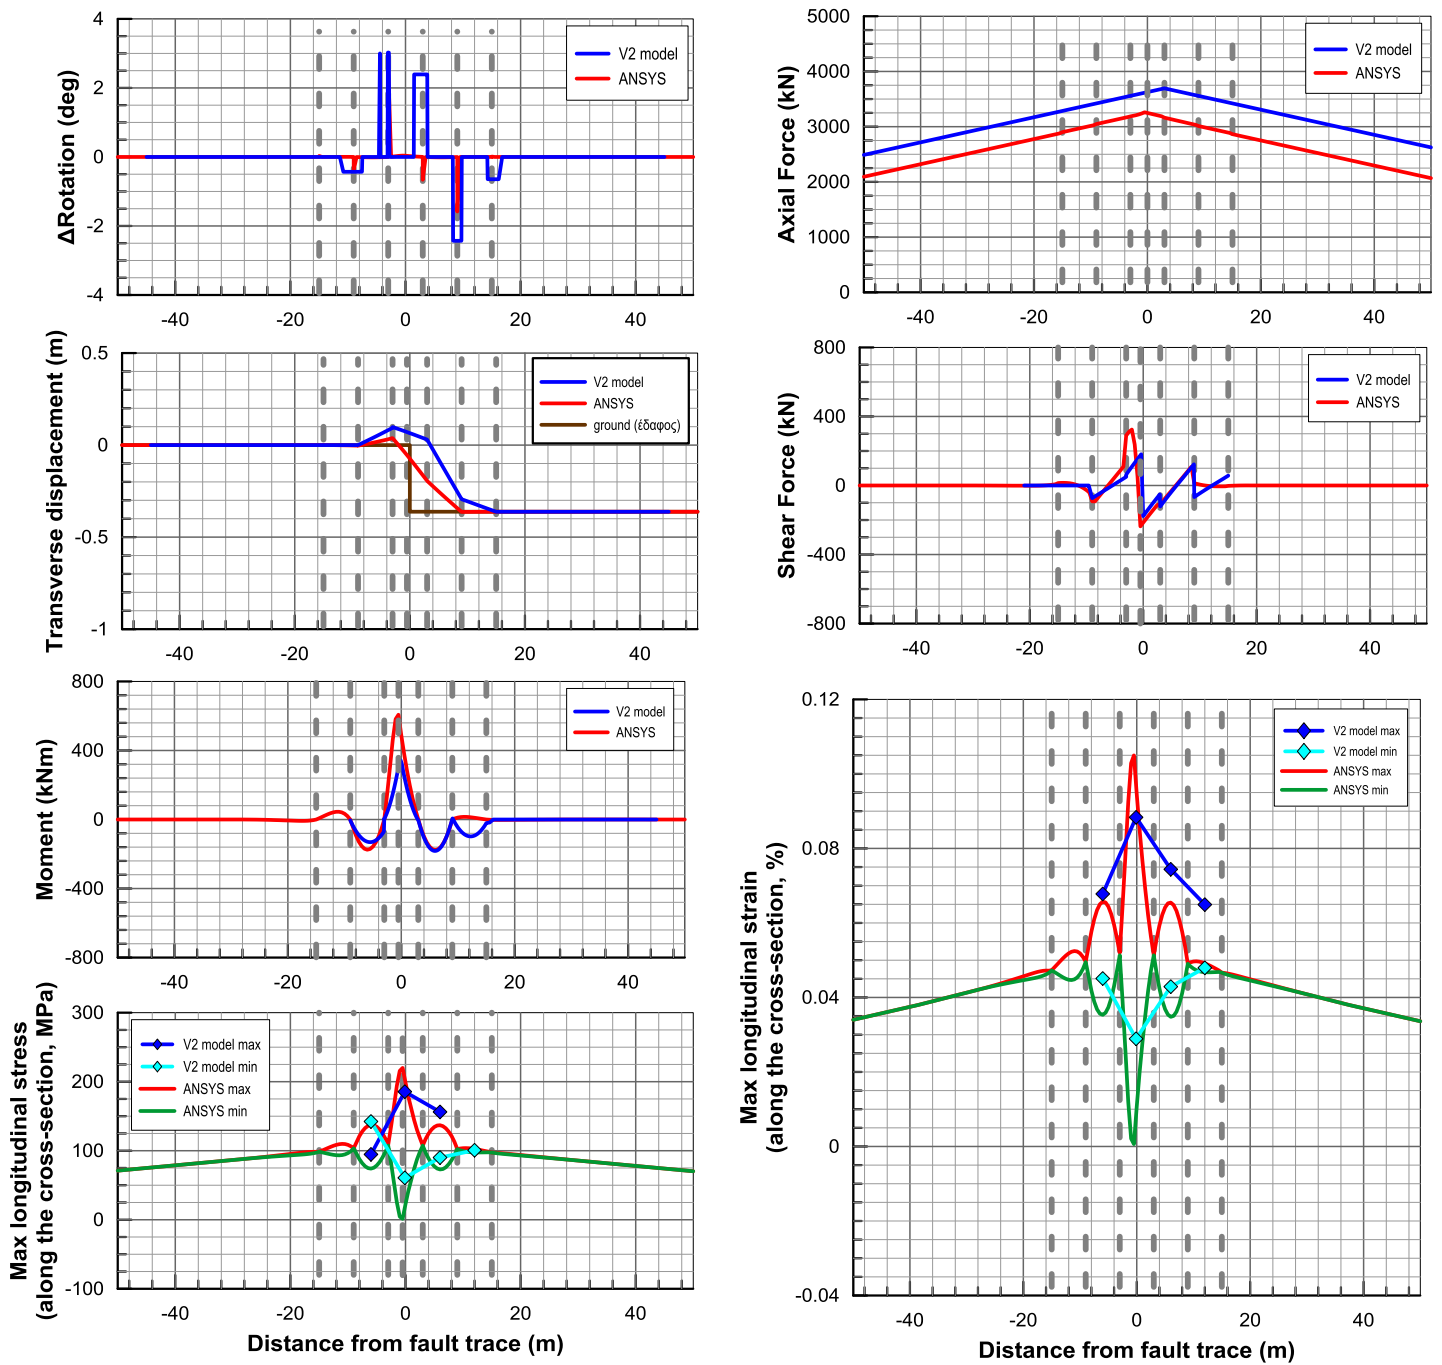 4
2
0
-2
-4
ΔRotation (deg)
V2 model
ANSYS
-40 -20 0 20 40
5000
4000
3000
2000
1000
0
Axial Force (kN)
V2 model
ANSYS
-40 -20 0 20 40
0.5
0
-0.5
-1
Transverse displacement (m)
V2 model
ANSYS
ground (έδαφος)
-40 -20 0 20 40
800
400
0
-400
-800
Shear Force (kN)
V2 model
ANSYS
-40 -20 0 20 40
800
400
0
-400
-800
Moment (kNm)
V2 model
ANSYS
-40 -20 0 20 40
300
200
100
0
-100
Max longitudinal stress
(along the cross-section, MPa)
V2 model max
V2 model min
ANSYS max
ANSYS min
-40 -20 0 20 40
Distance from fault trace (m)
0.12
0.08
0.04
0
-0.04
Max longitudinal strain
(along the cross-section, %)
V2 model max
V2 model min
ANSYS max
ANSYS min
-40 -20 0 20 40
Distance from fault trace (m)